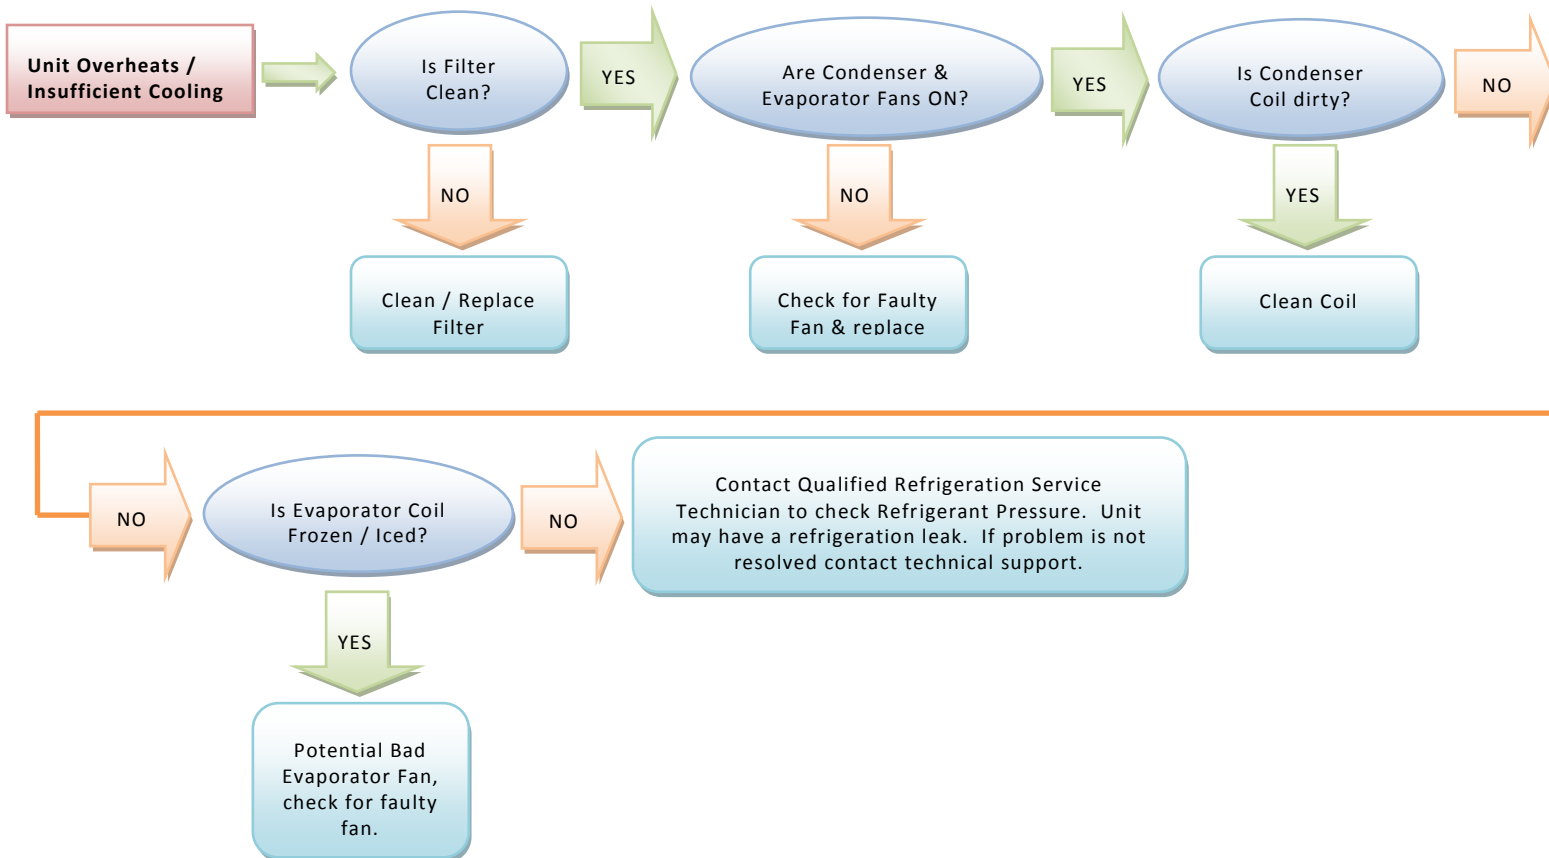 Unit Overheats /
Insufficient Cooling
Is Filter
Clean?
YES
Are Condenser &
Evaporator Fans ON?
YES
Is Condenser
Coil dirty?
NO
NO
NO
YES
Clean / Replace
Filter
Check for Faulty
Fan & replace
Clean Coil
NO
Is Evaporator Coil
Frozen / Iced?
NO
Contact Qualified Refrigeration Service
Technician to check Refrigerant Pressure. Unit
may have a refrigeration leak. If problem is not
resolved contact technical support.
YES
Potential Bad
Evaporator Fan,
check for faulty
fan.